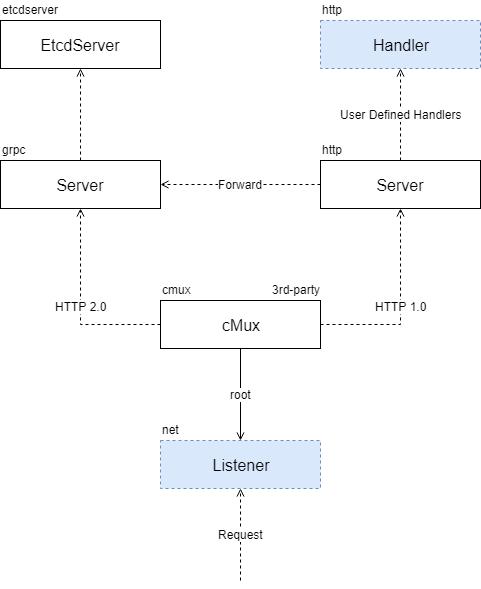 etcdserver
http
EtcdServer
Handler
User Defined Handlers
grpc
http
Server
Forward
Server
HTTP 2.0
cmux
3rd-party
HTTP 1.0
cMux
root
net
Listener
Request